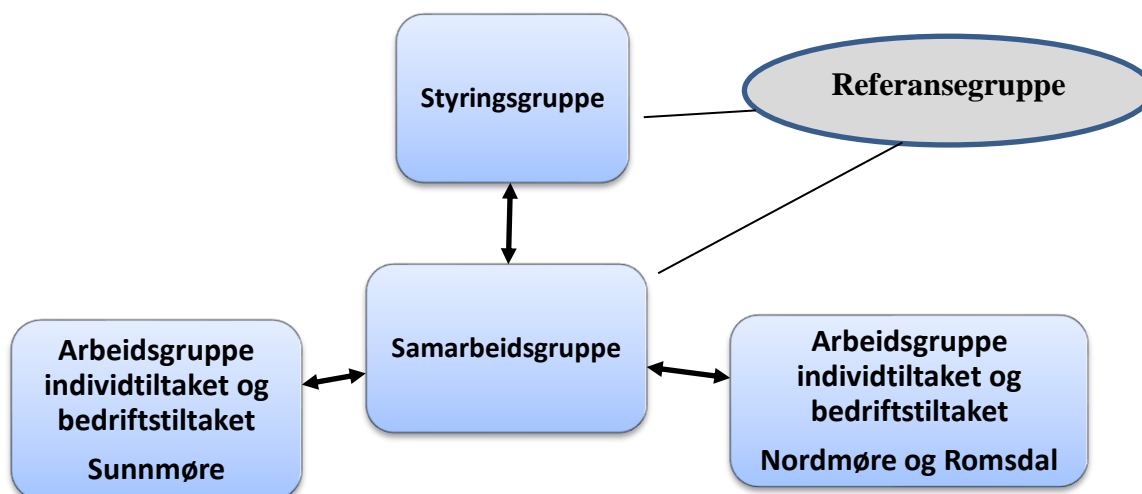 Styringsgruppe
Referansegruppe
Samarbeidsgruppe
Arbeidsgruppe
individtiltaket og
bedriftstiltaket
Sunnmøre
Arbeidsgruppe
individtiltaket og
bedriftstiltaket
Nordmøre og Romsdal